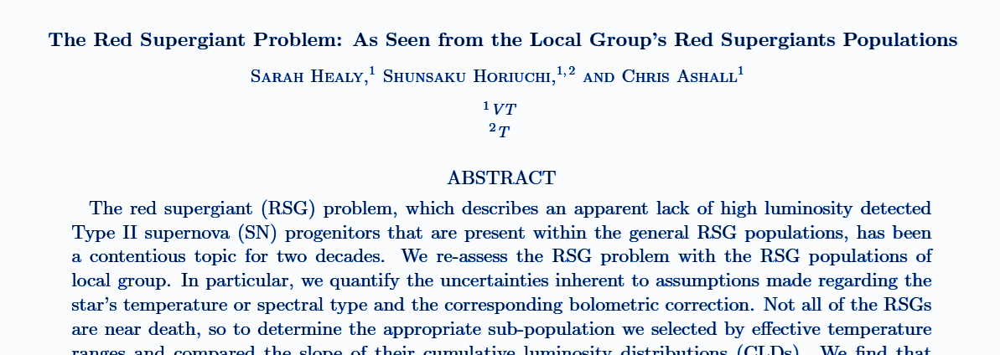 The Red Supergiant Problem: As Seen from the Local Group's Red Supergiants Populations
Sarah Healy,1 Shunsaku Horiuchi,1, 2 and Chris Ashall1
1 VT
2 T
ABSTRACT
The red supergiant (RSG) problem, which describes an apparent lack of high luminosity detected
Type II supernova (SN) progenitors that are present within the general RSG populations, has been
a contentious topic for two decades. We re-assess the RSG problem with the RSG populations of
local group. In particular, we quantify the uncertainties inherent to assumptions made regarding the
star's temperature or spectral type and the corresponding bolometric correction. Not all of the RSGs
are near death, so to determine the appropriate sub-population we selected by effective temperature
ranges and compared the slope of their cumulative luminosity distributions (CLDs). We find that